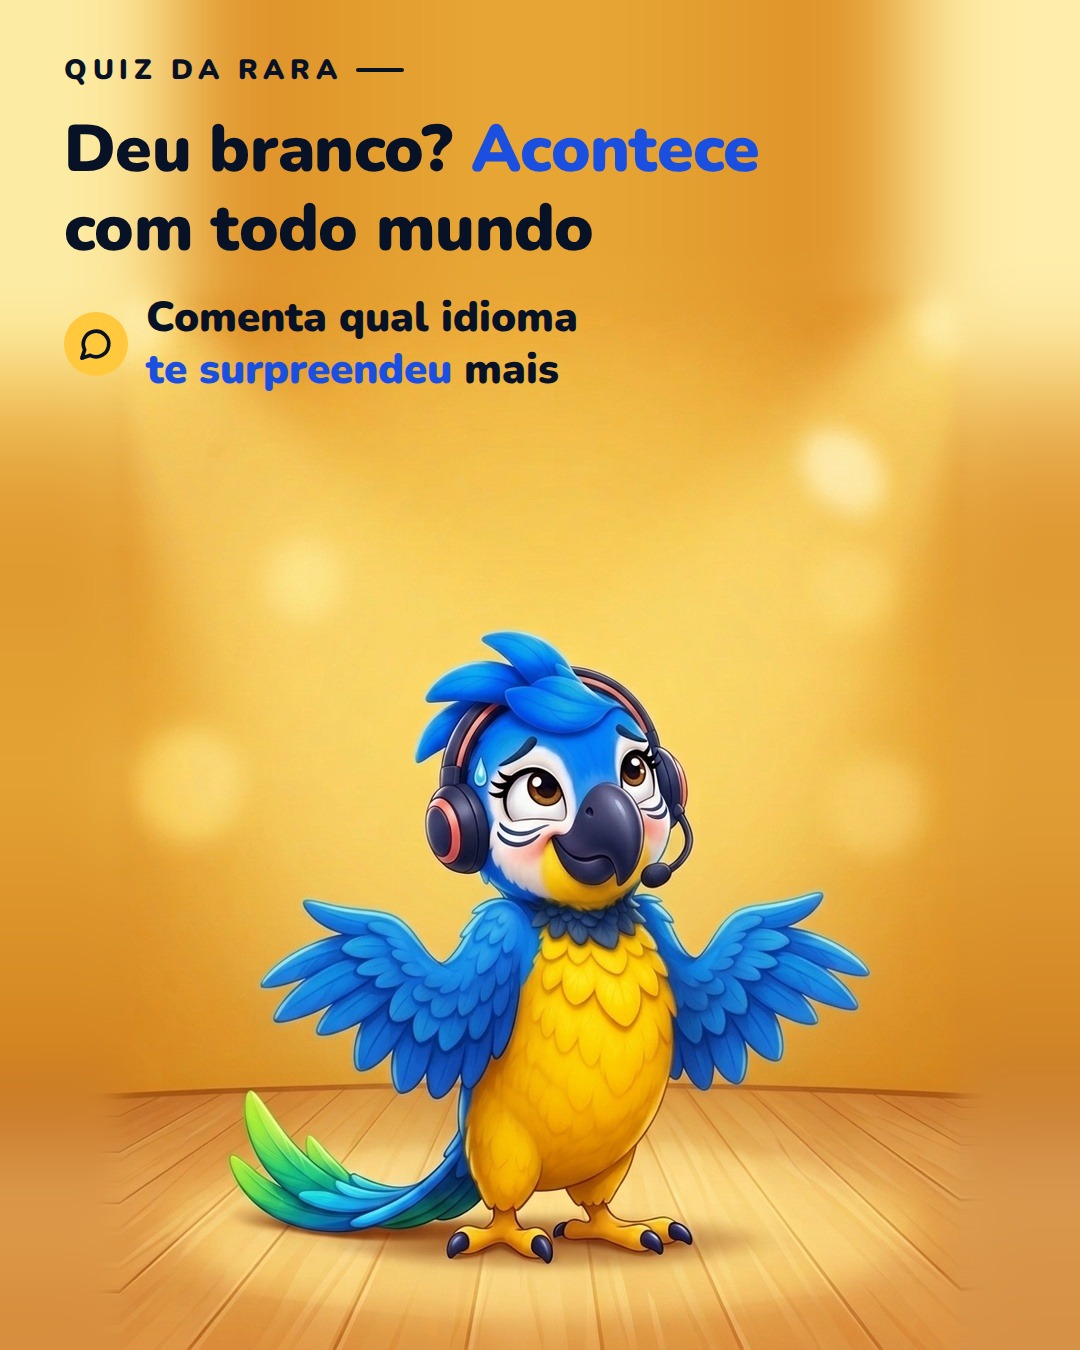 QUIZ DA RARA
Deu branco? Acontece
com todo mundo
Comenta qual idioma
te surpreendeu mais